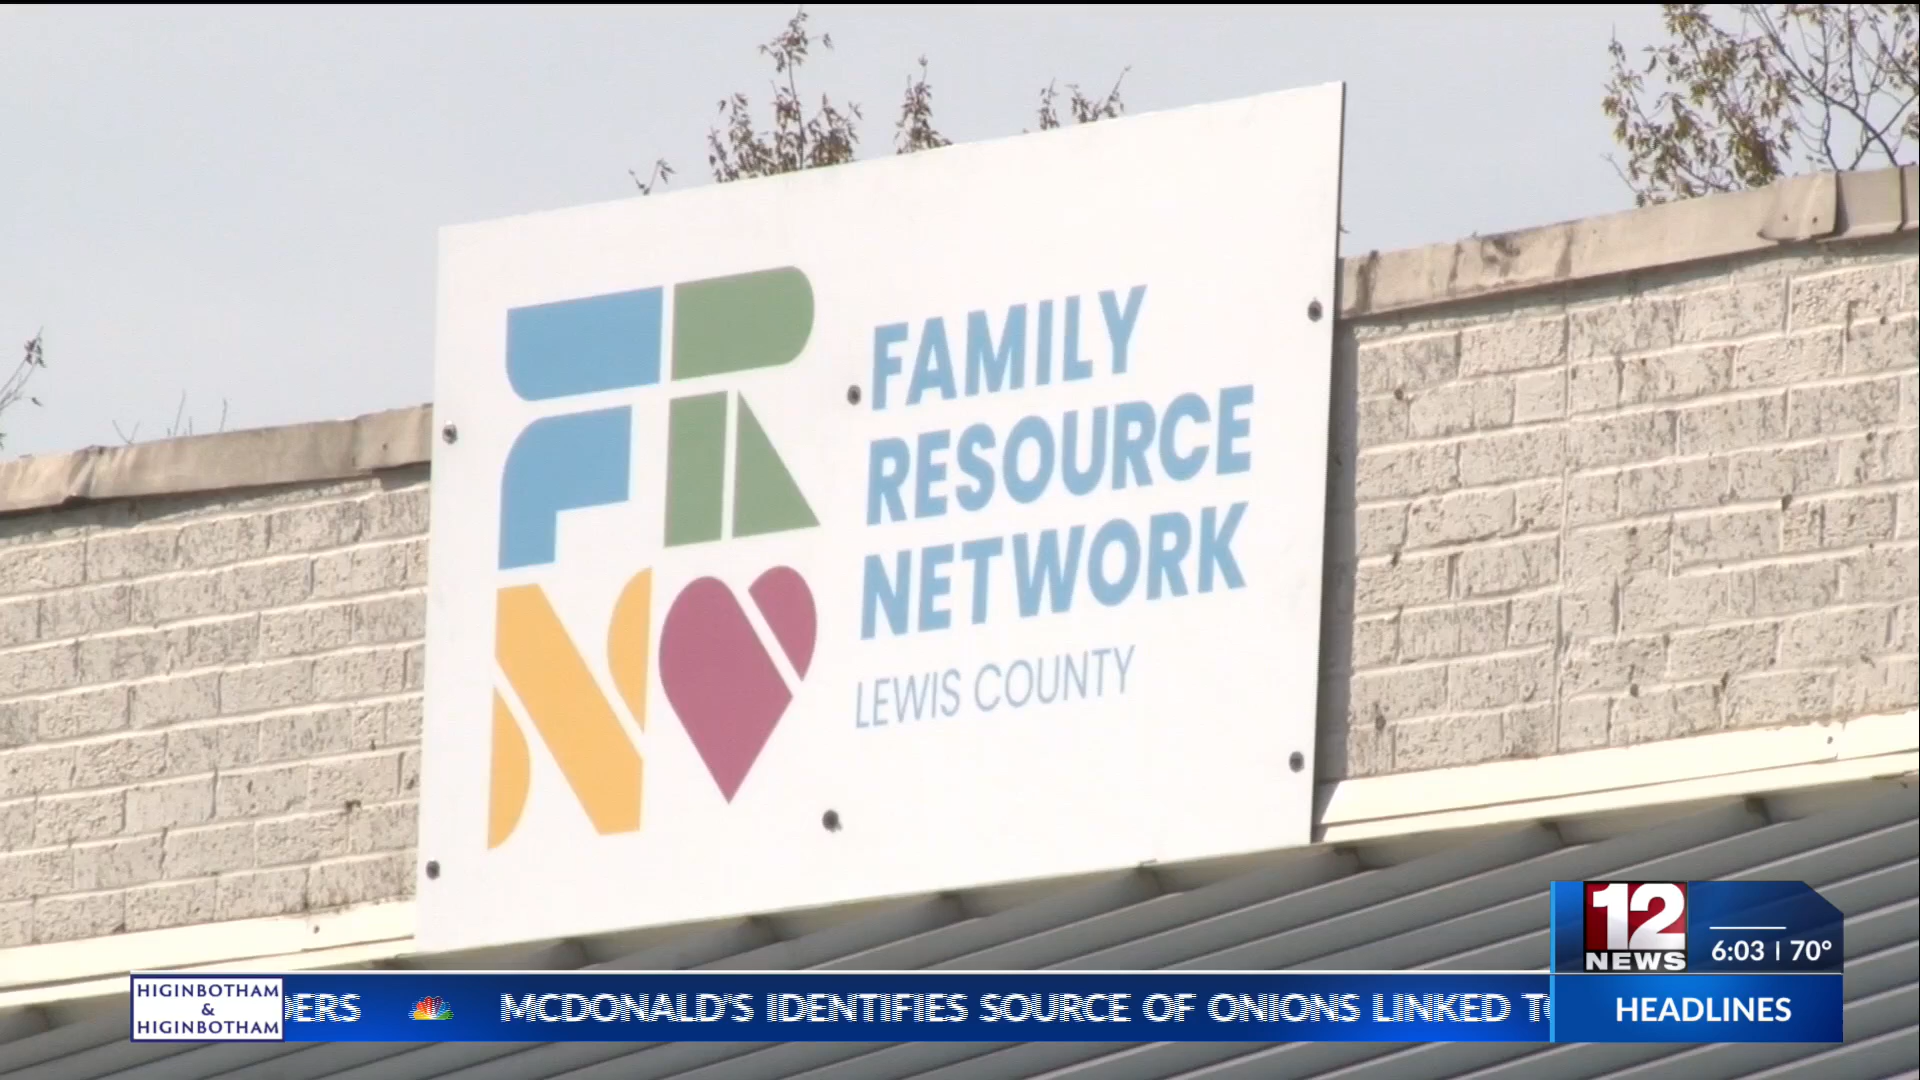 FRN
FAMILY
RESOURCE
NETWORK
LEWIS COUNTY
12
NEWS
6:03 | 70°
HIGINBOTHAM
&
HIGINBOTHAM
MCDONALD'S IDENTIFIES SOURCE OF ONIONS LINKED
HEADLINES